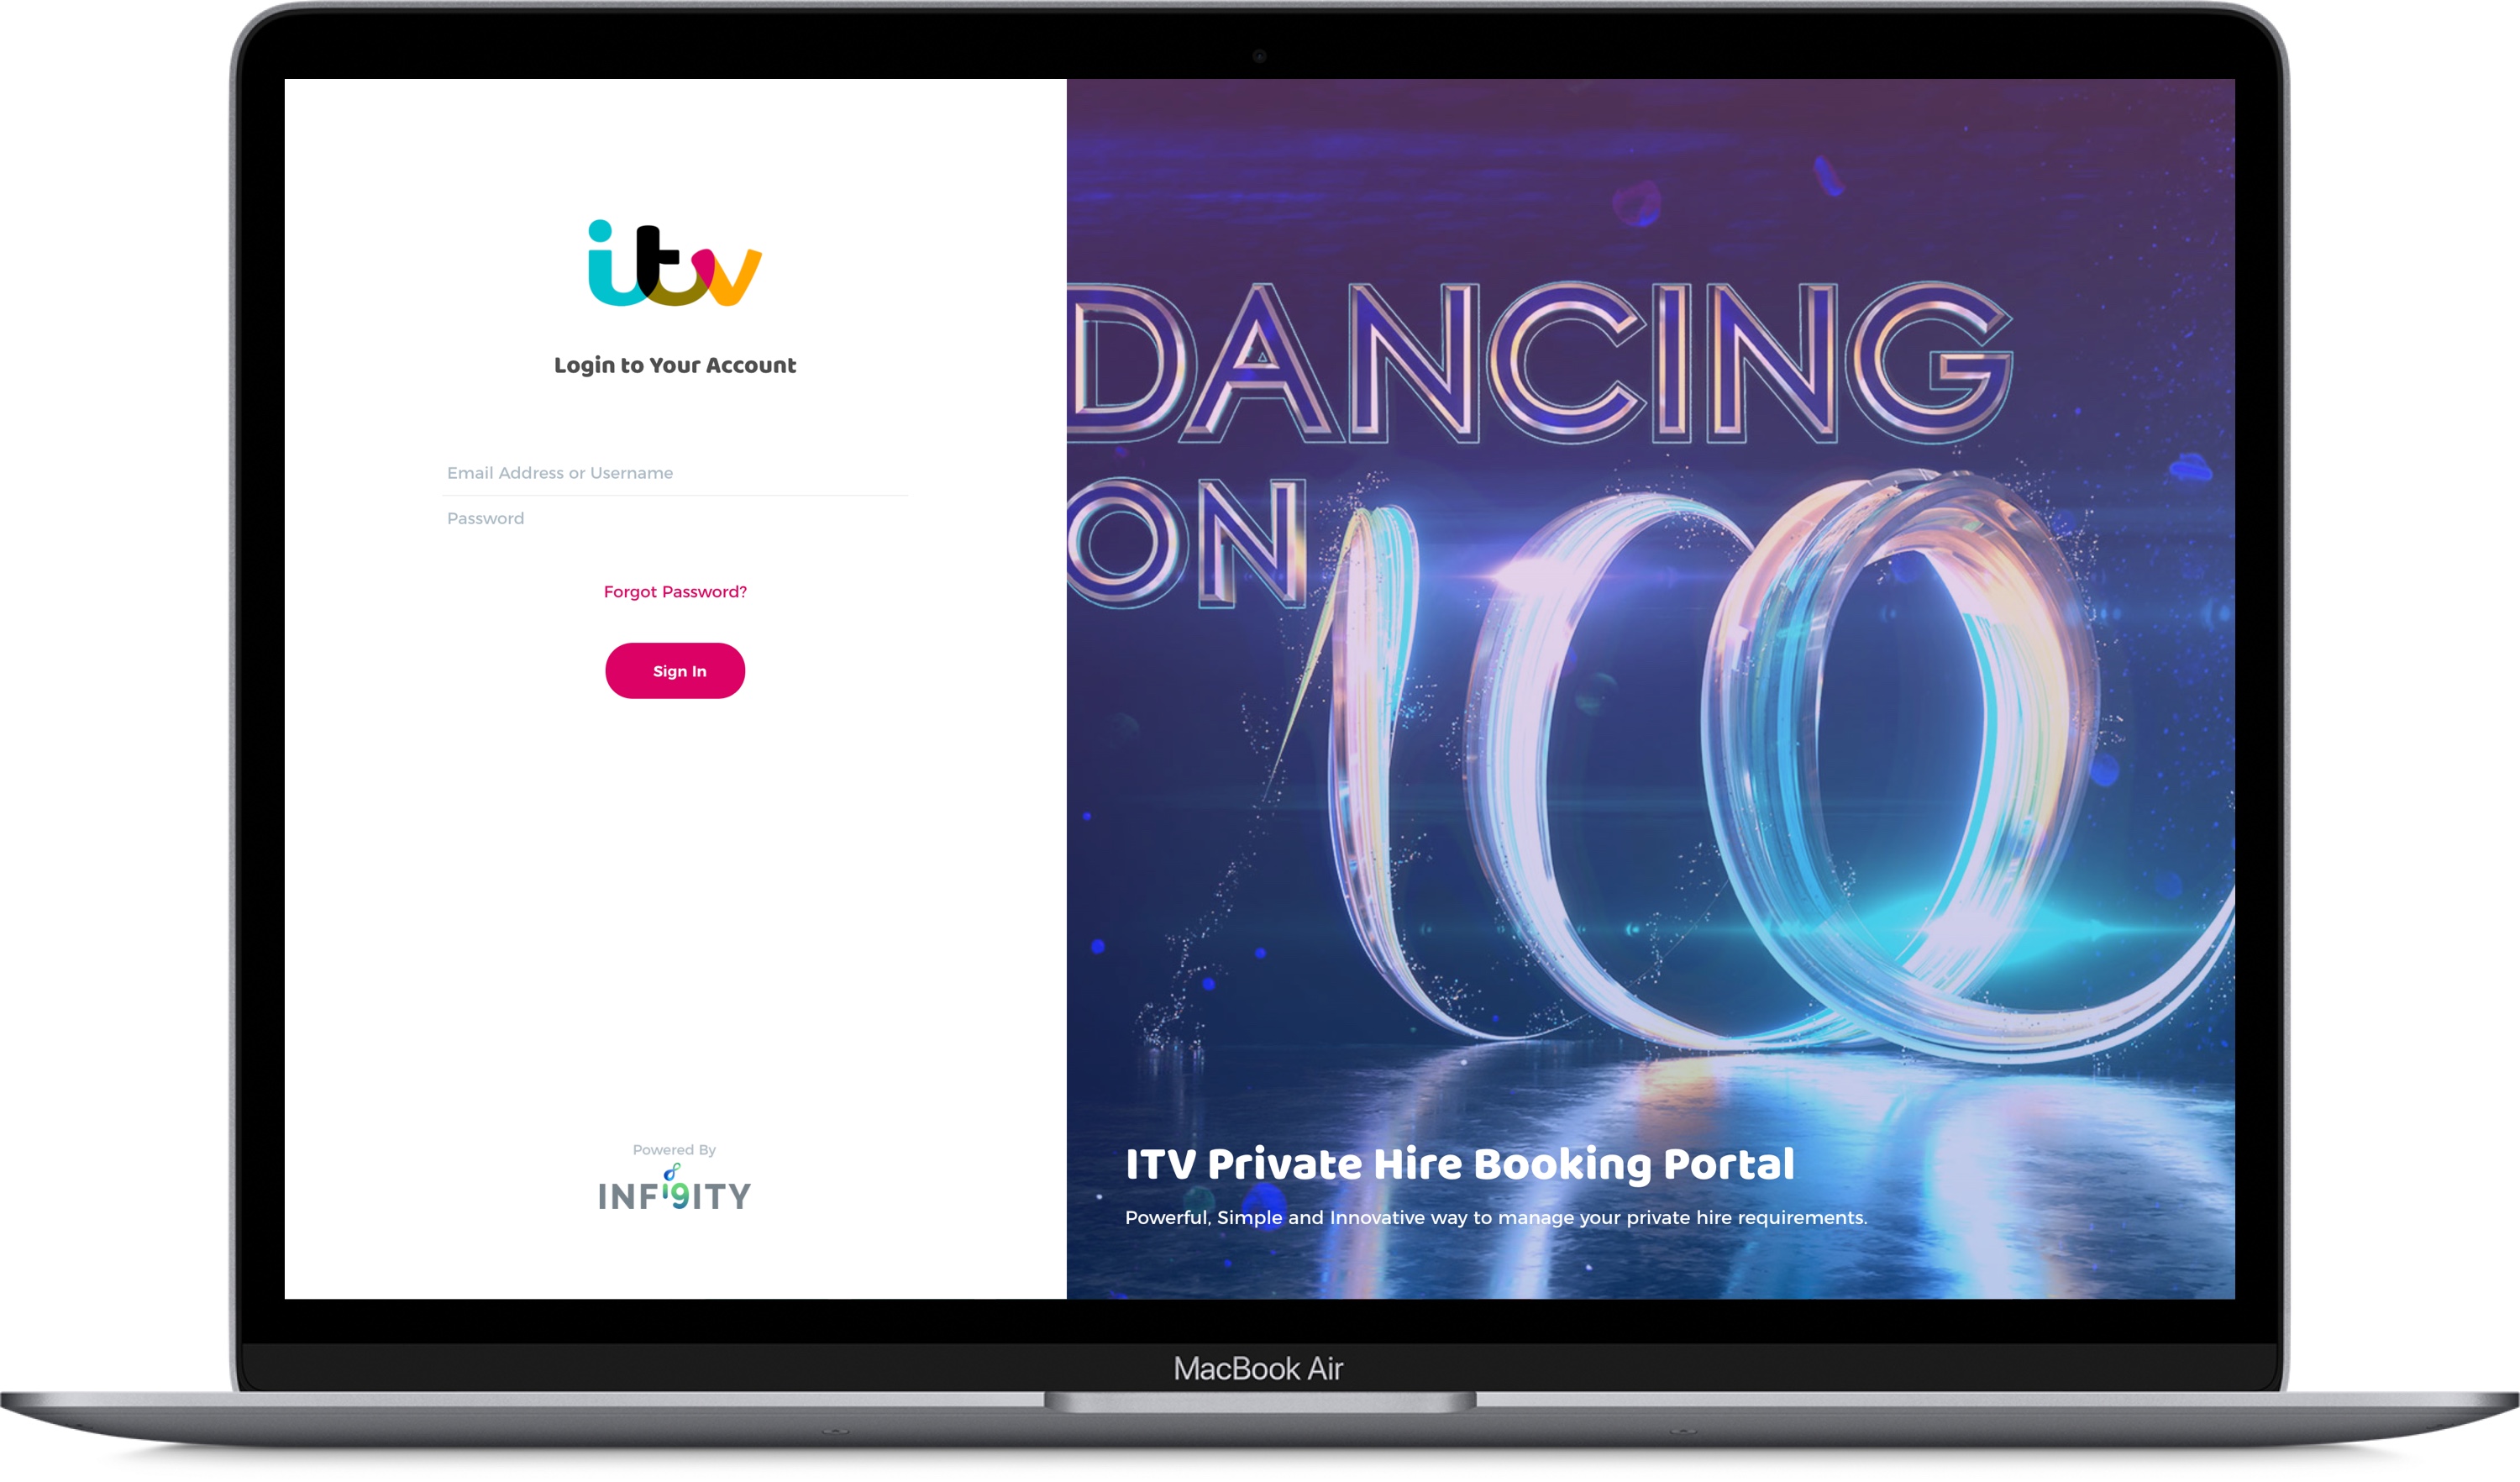 itv
Login to Your Account
Email Address or Username
Password
Forgot Password?
Sign In
Powered By
INFi9ITY
DANCING
ON ice
ITV Private Hire Booking Portal
Powerful, Simple and Innovative way to manage your private hire requirements.
MacBook Air